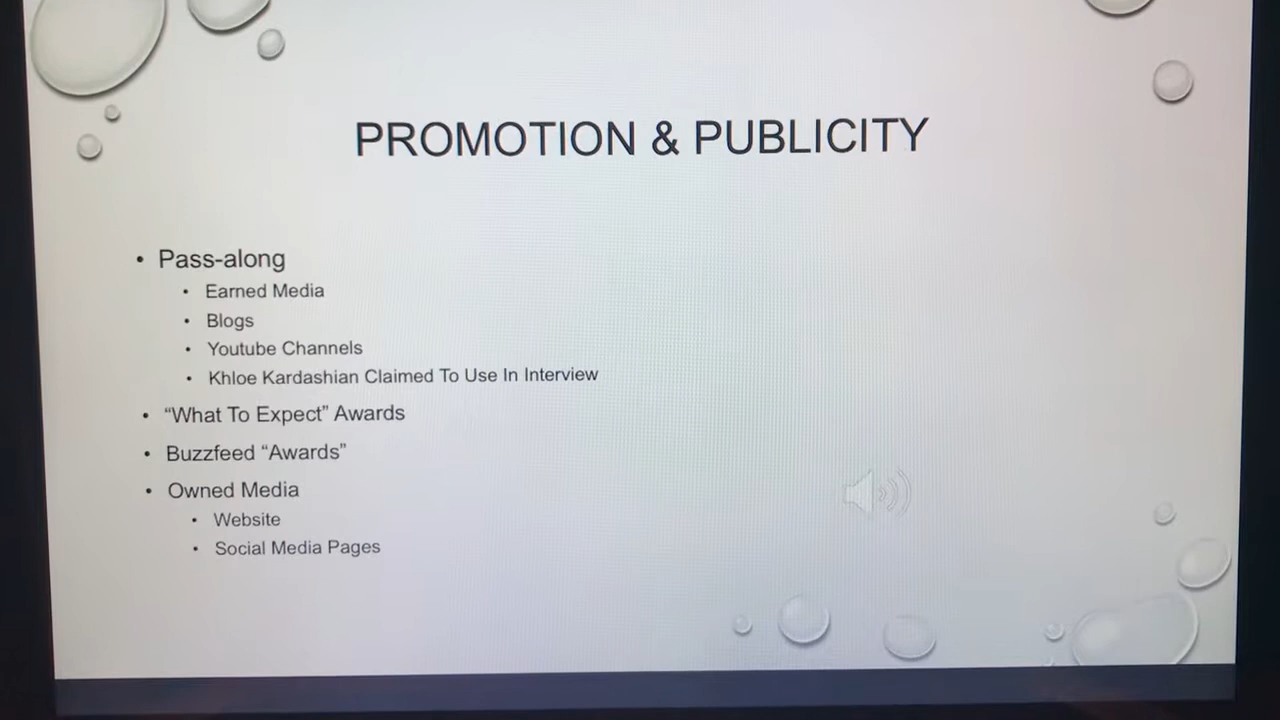 PROMOTION & PUBLICITY
• Pass-along
• Earned Media
• Blogs
• Youtube Channels
• Khloe Kardashian Claimed To Use In Interview
• “What To Expect” Awards
• Buzzfeed “Awards”
• Owned Media
• Website
• Social Media Pages